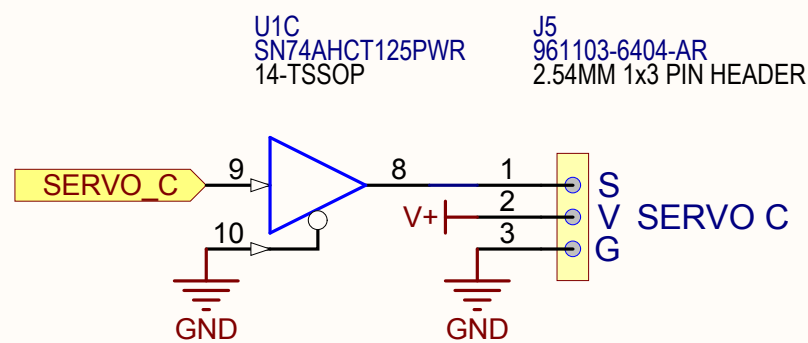 U1C
SN74AHCT125PWR
14-TSSOP
J5
961103-6404-AR
2.54MM 1x3 PIN HEADER
SERVO_C
9
8
10
GND
1
2
3
V+
GND
S
V
G
SERVO C